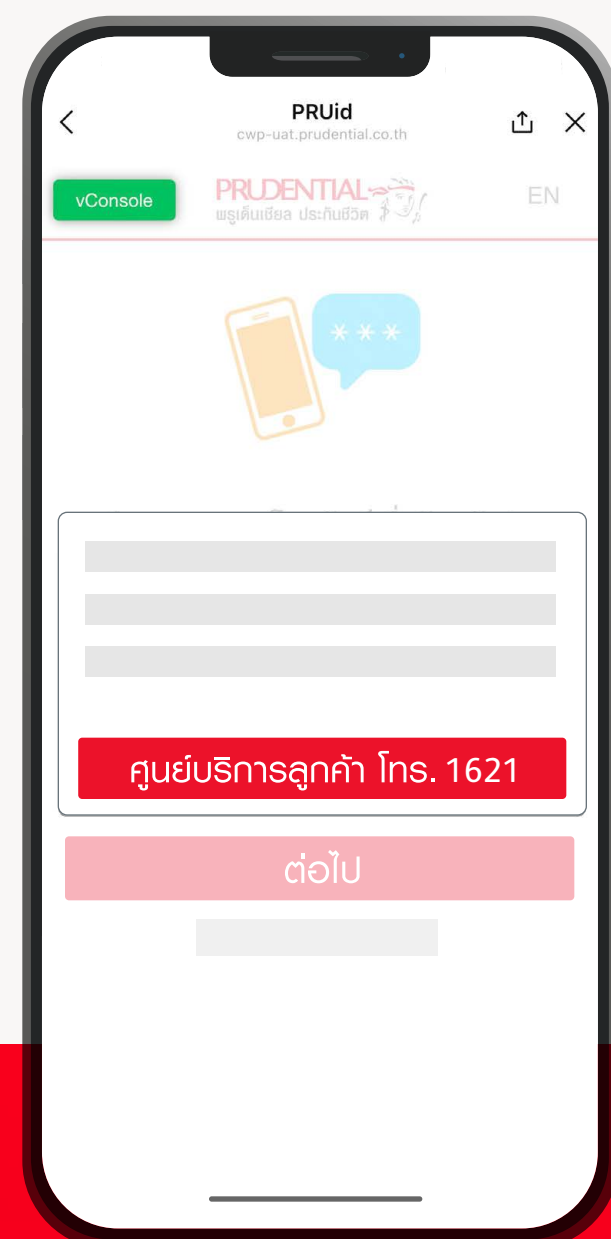 PRUid
cwp-uat.prudential.co.th
vConsole
PRUDENTIAL
พรูเด็นเชียล ประกันชีวิต
EN
***
ศูนย์บริการลูกค้า โทร. 1621
ต่อไป